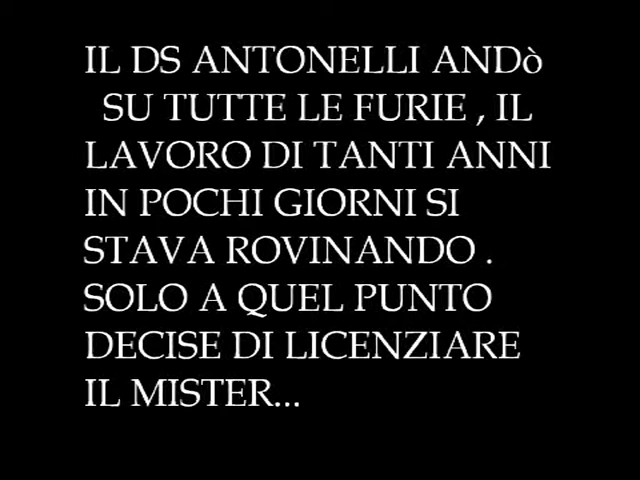 IL DS ANTONELLI ANDò
SU TUTTE LE FURIE , IL
LAVORO DI TANTI ANNI
IN POCHI GIORNI SI
STAVA ROVINANDO .
SOLO A QUEL PUNTO
DECISE DI LICENZIARE
IL MISTER...